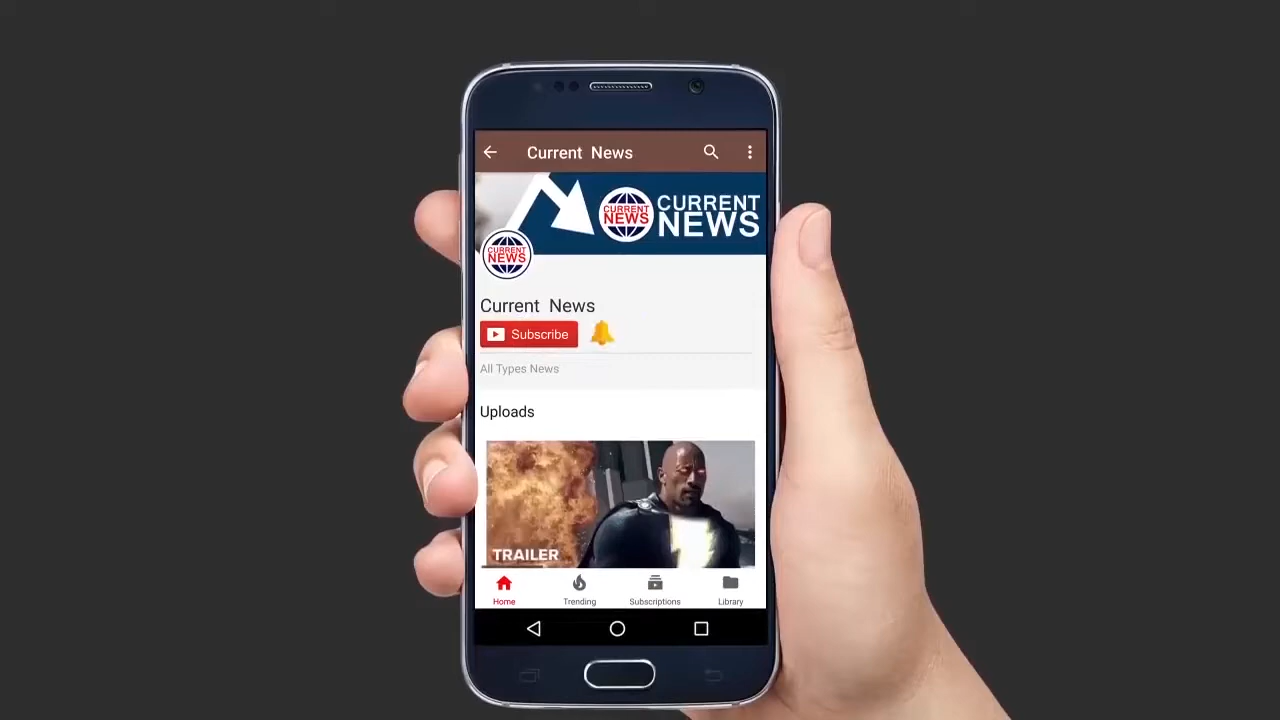 Current News
CURRENT
NEWS
CURRENT
NEWS
CURRENT
NEWS
Current News
Subscribe
All Types News
Uploads
TRAILER
Home
Trending
Subscriptions
Library